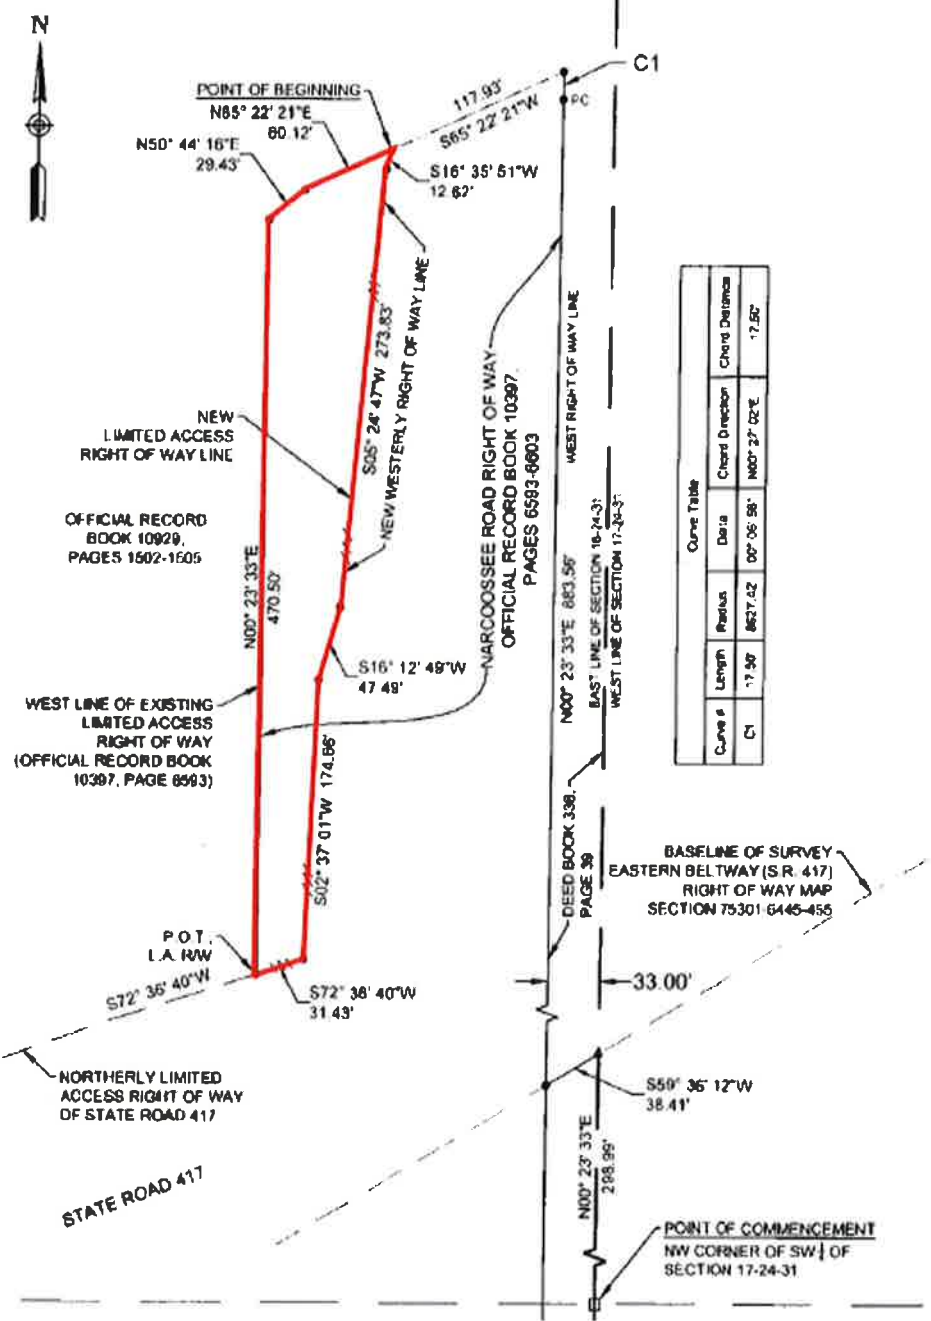 N
C1
POINT OF BEGINNING
N65° 22' 21"E
60.12'
117.93'
S65° 22' 21"W
PC
N50° 44' 16"E
29.43'
S16° 35' 51"W
12.62'
NEW
LIMITED ACCESS
RIGHT OF WAY LINE
S05° 24' 47"W 273.83'
NEW WESTERLY RIGHT OF WAY LINE
OFFICIAL RECORD
BOOK 10929,
PAGES 1502-1505
N00° 23' 33"E
470.50'
NARCOOSSEE ROAD RIGHT OF WAY
OFFICIAL RECORD BOOK 10397,
PAGES 6593-6603
WEST RIGHT OF WAY LINE
N00° 23' 33"E 683.56'
EAST LINE OF SECTION 18-24-31
WEST LINE OF SECTION 17-24-31
Curve Table
Curve # Length Radius Delta Chord Direction Chord Distance
C1 17.50' 8627.42 00° 06' 58" N00° 27' 02"E 17.50'
S16° 12' 49"W
47.49'
WEST LINE OF EXISTING
LIMITED ACCESS
RIGHT OF WAY
(OFFICIAL RECORD BOOK
10397, PAGE 6593)
S02° 37' 01"W 174.66'
DEED BOOK 338,
PAGE 39
BASELINE OF SURVEY
EASTERN BELTWAY (S.R. 417)
RIGHT OF WAY MAP
SECTION 75301-6445-455
P.O.T.
L.A. R/W
S72° 36' 40"W
S72° 36' 40"W
31.43'
33.00'
NORTHERLY LIMITED
ACCESS RIGHT OF WAY
OF STATE ROAD 417
S59° 36' 12"W
38.41'
N00° 23' 33"E
298.99'
STATE ROAD 417
POINT OF COMMENCEMENT
NW CORNER OF SW ¼ OF
SECTION 17-24-31